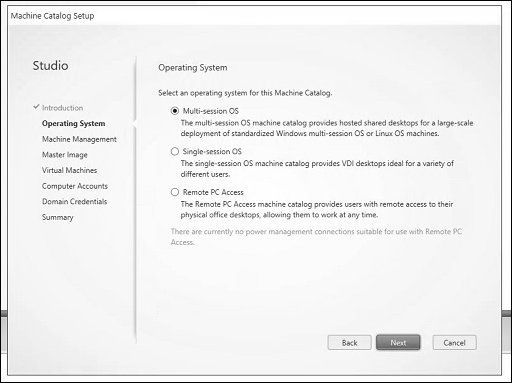 Machine Catalog Setup
Studio
Introduction
Operating System
Machine Management
Master Image
Virtual Machines
Computer Accounts
Domain Credentials
Summary
Operating System
Select an operating system for this Machine Catalog.
Multi-session OS
The multi-session OS machine catalog provides hosted shared desktops for a large-scale
deployment of standardized Windows multi-session OS or Linux OS machines.
Single-session OS
The single-session OS machine catalog provides VDI desktops ideal for a variety of
different users.
Remote PC Access
The Remote PC Access machine catalog provides users with remote access to their
physical office desktops, allowing them to work at any time.
There are currently no power management connections suitable for use with Remote PC
Access.
Back
Next
Cancel